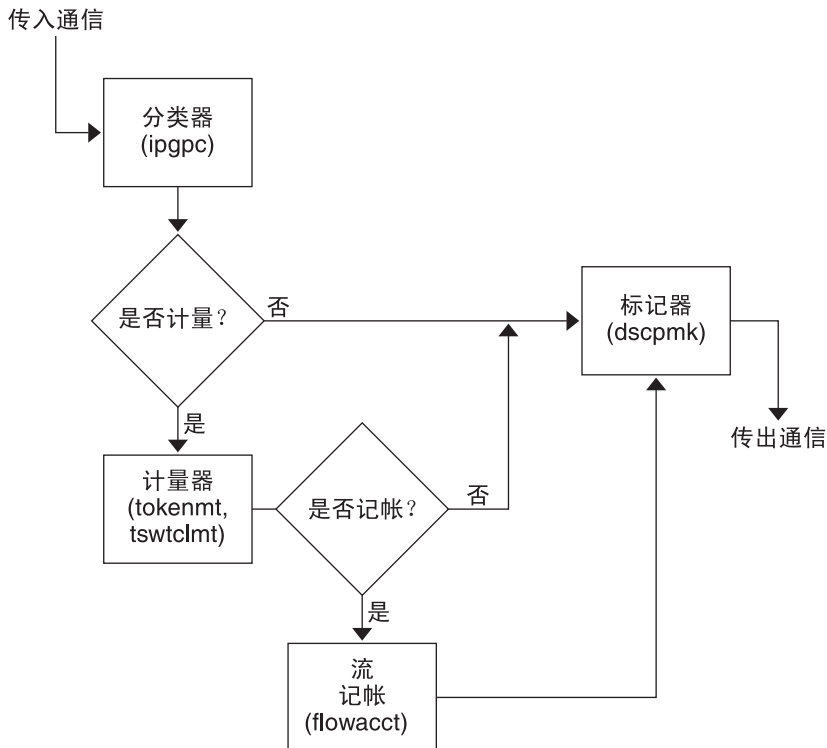 传入通信
分类器
(ipgpc)
是否计量？
否
标记器
(dscpmk)
传出通信
是
计量器
(tokenmt,
tswtclmt)
是否记帐？
否
是
流
记帐
(flowacct)